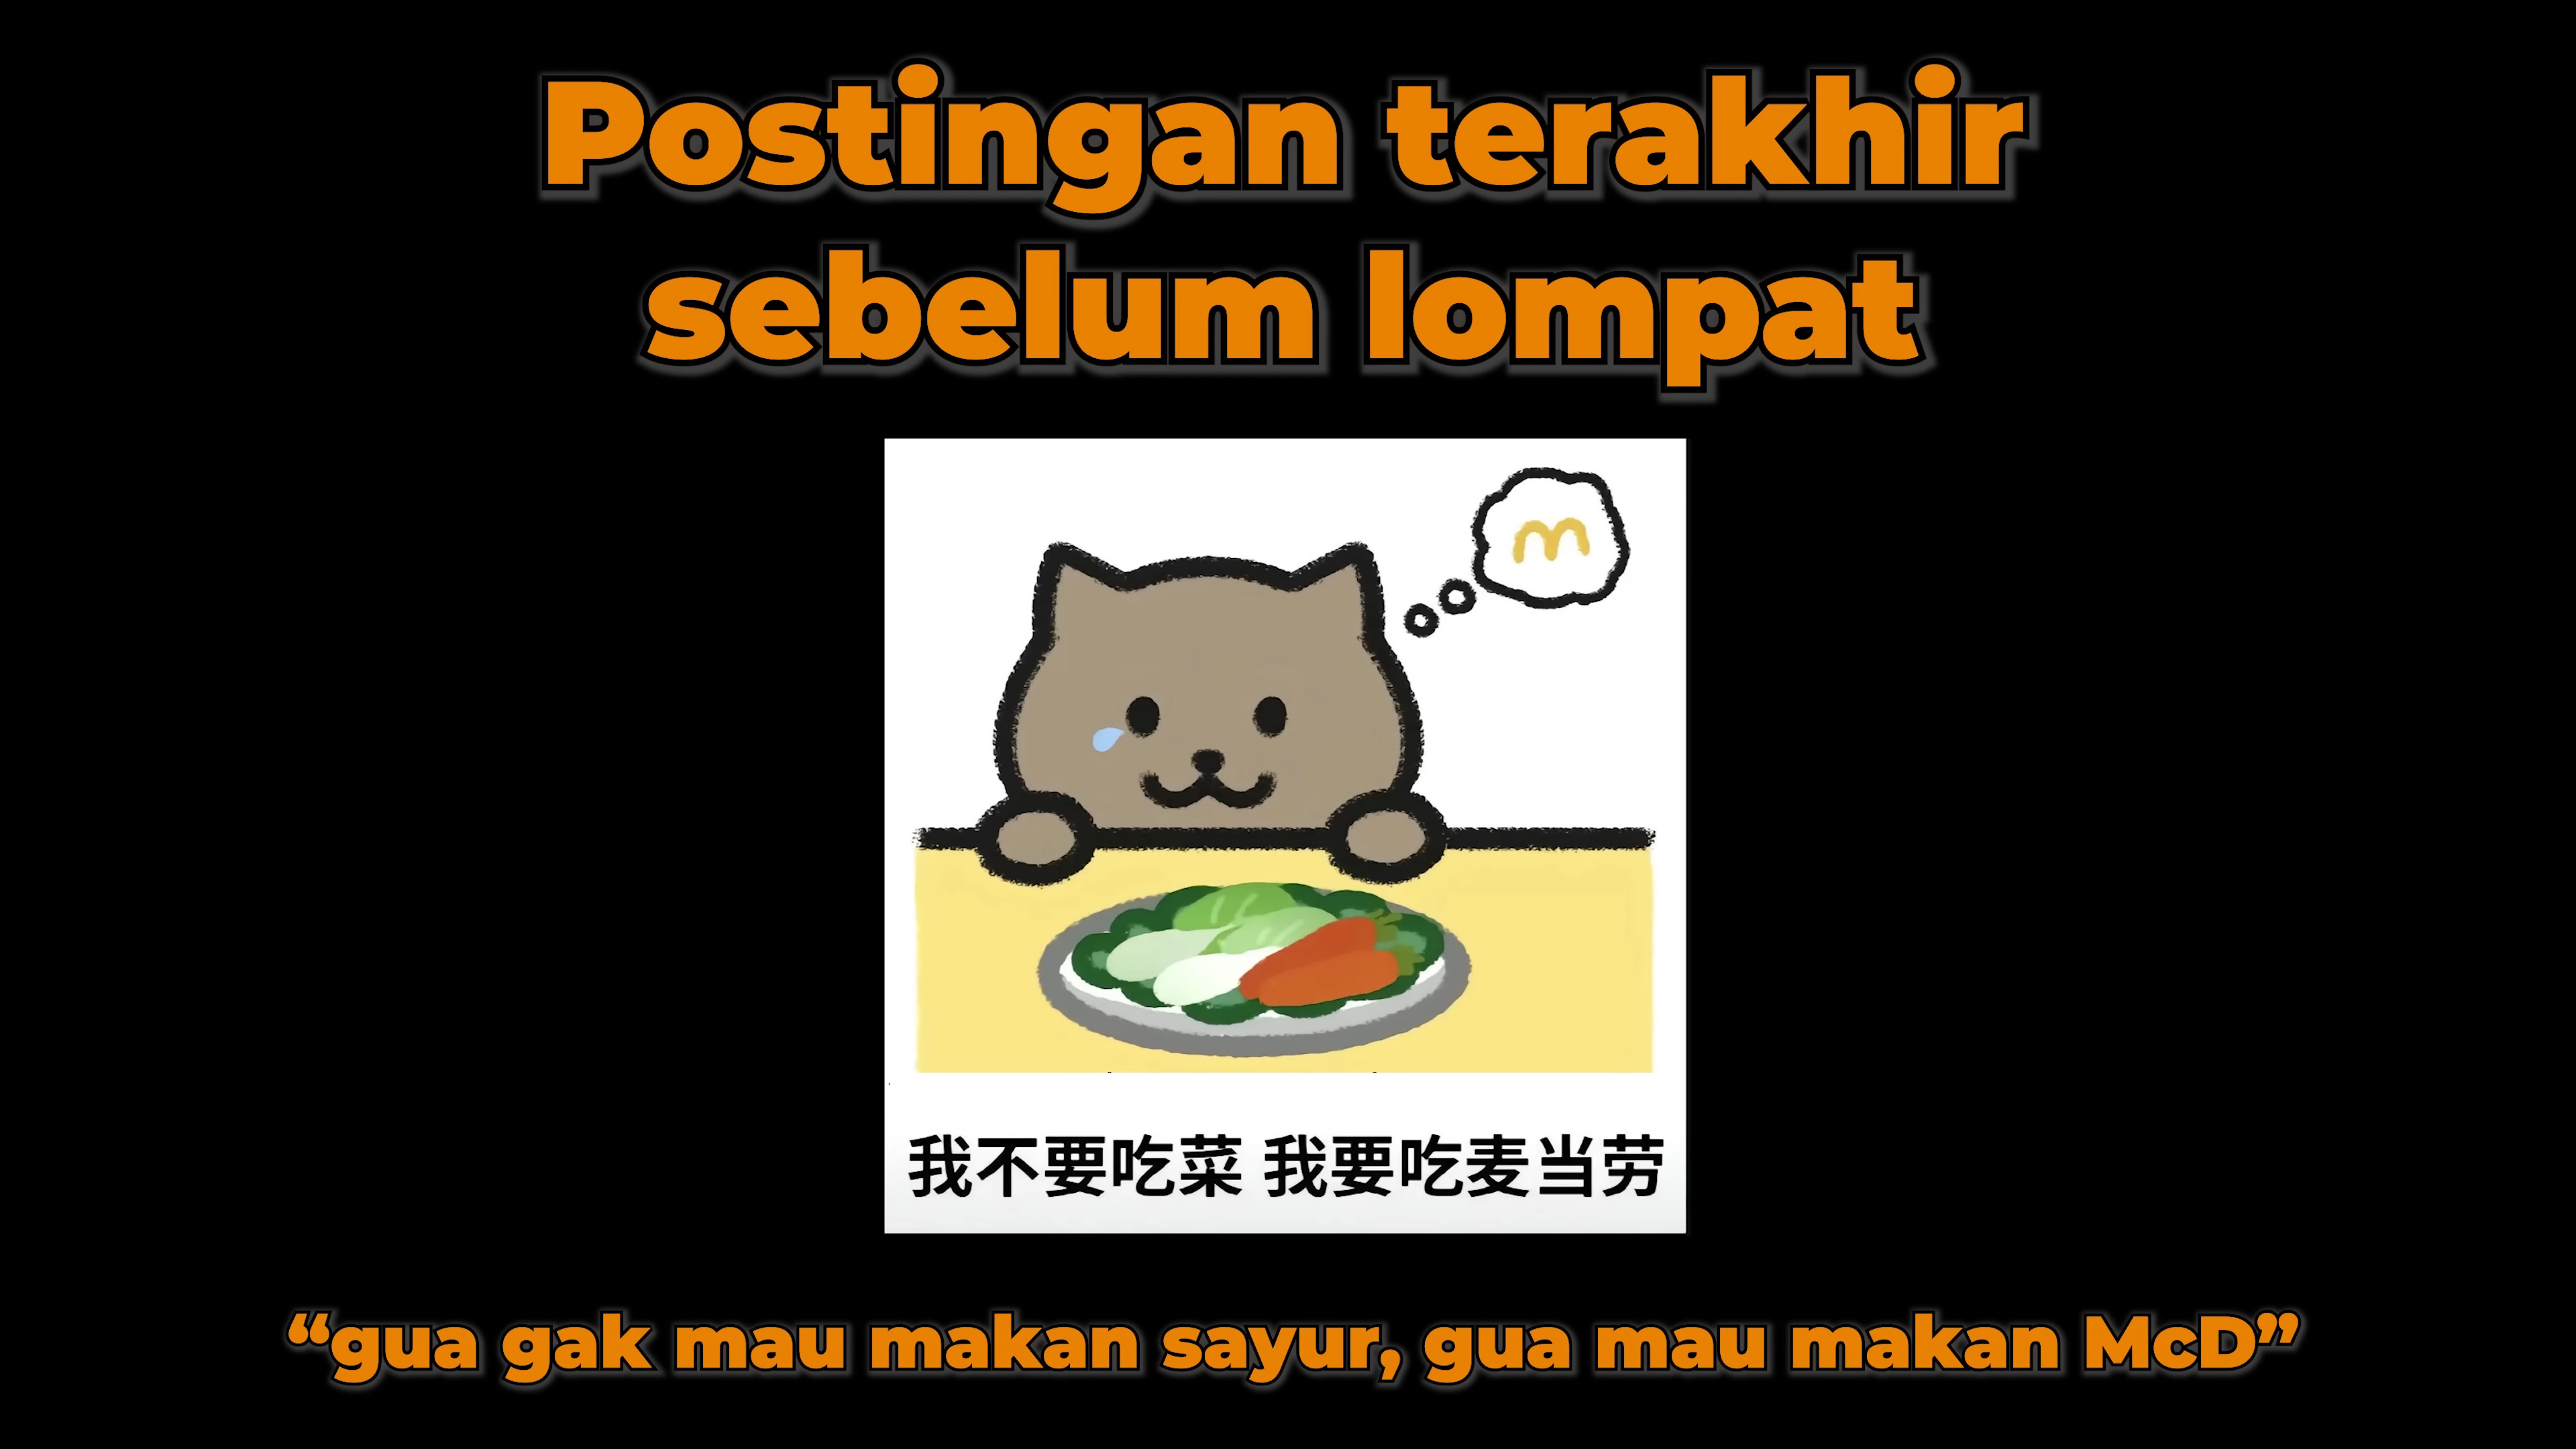 Postingan terakhir
sebelum lompat
m
我不要吃菜 我要吃麦当劳
“gua gak mau makan sayur, gua mau makan McD”